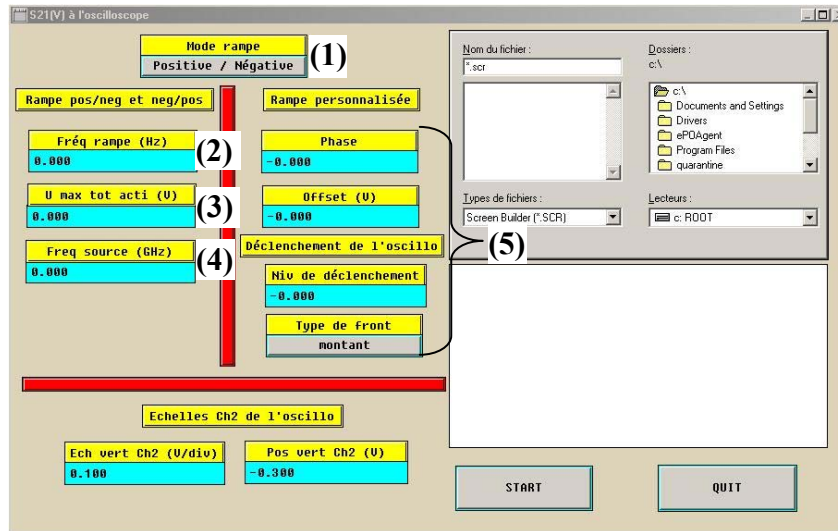 S21(V) à l'oscilloscope
Mode rampe
Positive / Négative
(1)
Rampe pos/neg et neg/pos
Rampe personnalisée
Fréq rampe (Hz)
0.000
(2)
U max tot acti (V)
0.000
(3)
Freq source (GHz)
0.000
(4)
Phase
-0.000
Offset (V)
-0.000
Déclenchement de l'oscillo
Niv de déclenchement
-0.000
Type de front
montant
(5)
Echelles Ch2 de l'oscillo
Ech vert Ch2 (V/div)
0.100
Pos vert Ch2 (V)
-0.300
Nom du fichier :
*.scr
Types de fichiers :
Screen Builder (*.SCR)
Dossiers :
c:\
c:\
Documents and Settings
Drivers
ePOAgent
Program Files
quarantine
Lecteurs :
c: ROOT
START
QUIT